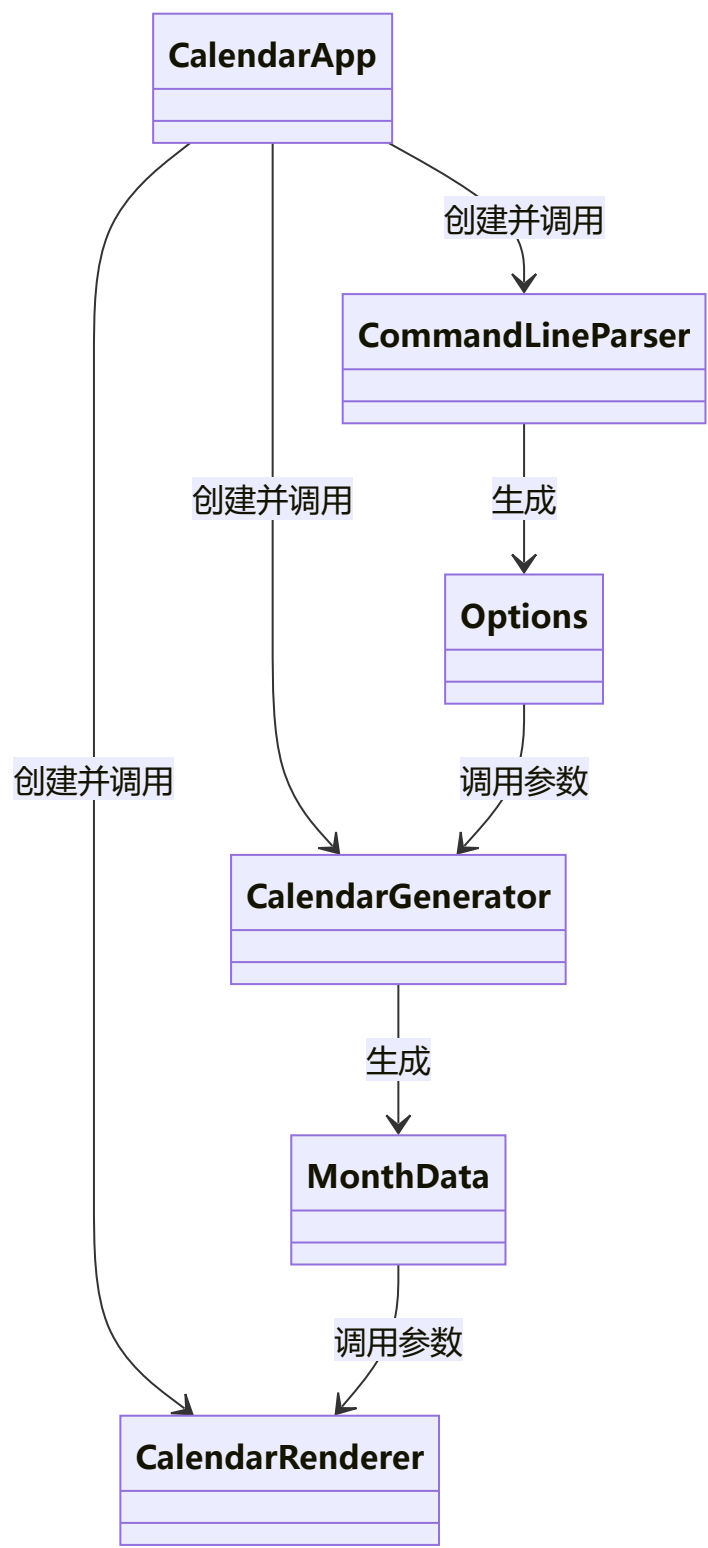 CalendarApp
创建并调用
CommandLineParser
创建并调用
生成
Options
创建并调用
调用参数
CalendarGenerator
生成
MonthData
调用参数
CalendarRenderer